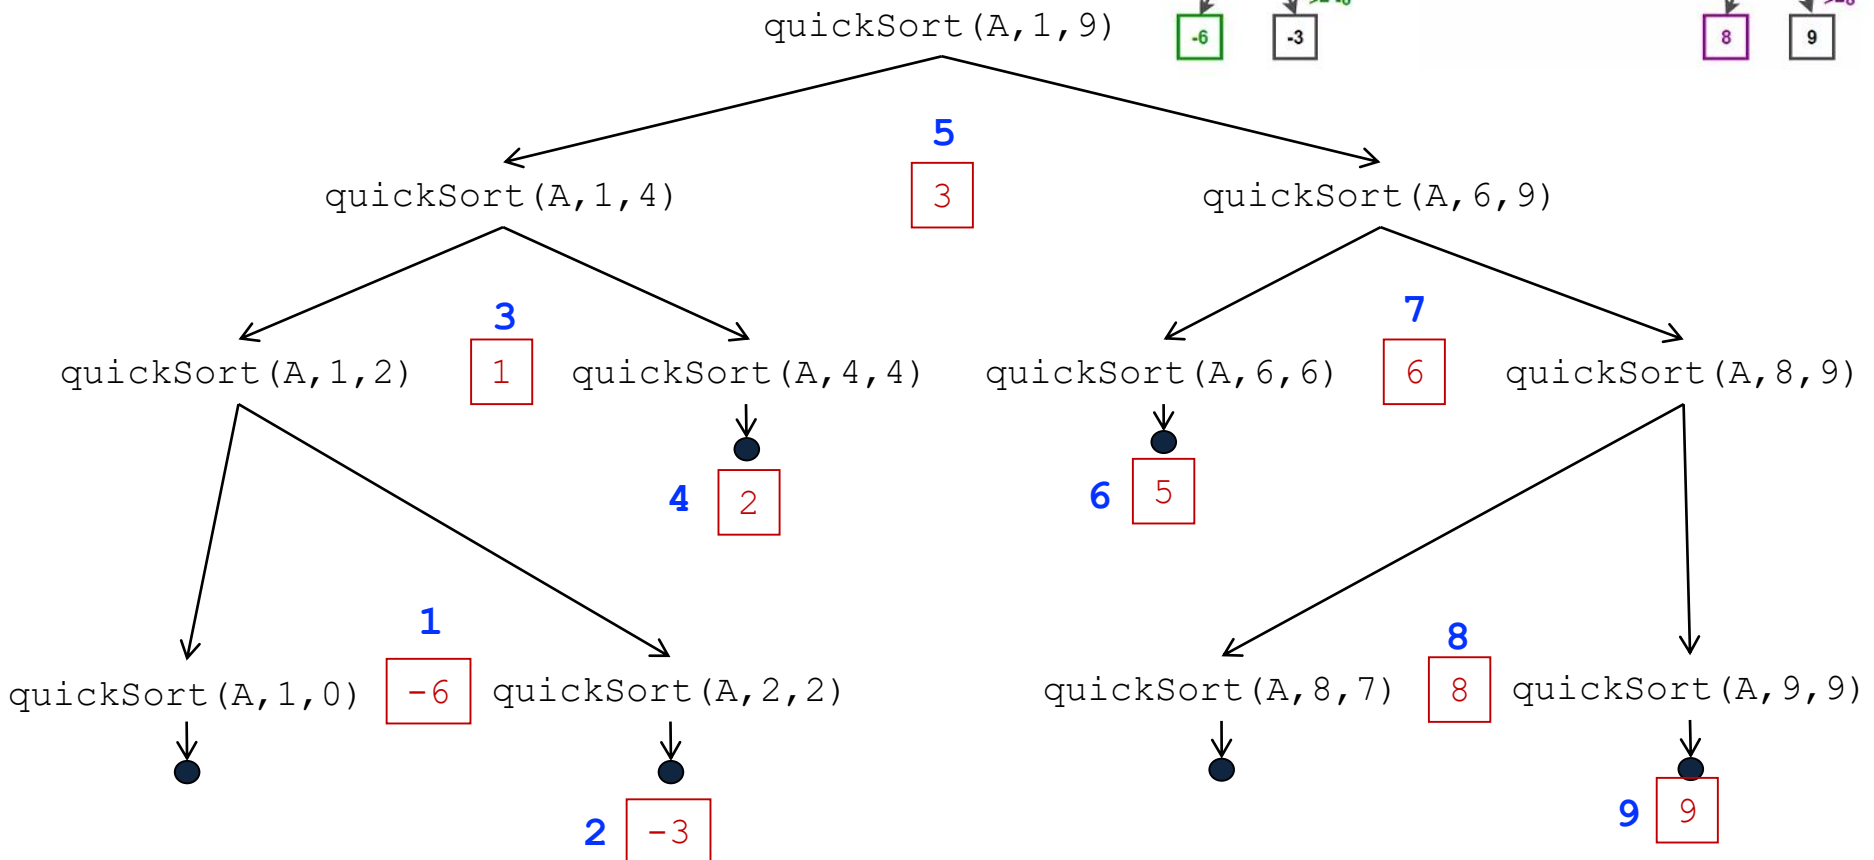 quickSort(A,1,9)
-6 -3 8 9
5
quickSort(A,1,4) 3 quickSort(A,6,9)
3 7
quickSort(A,1,2) 1 quickSort(A,4,4) quickSort(A,6,6) 6 quickSort(A,8,9)
4 2 6 5
1 8
quickSort(A,1,0) -6 quickSort(A,2,2) quickSort(A,8,7) 8 quickSort(A,9,9)
2 -3 9 9